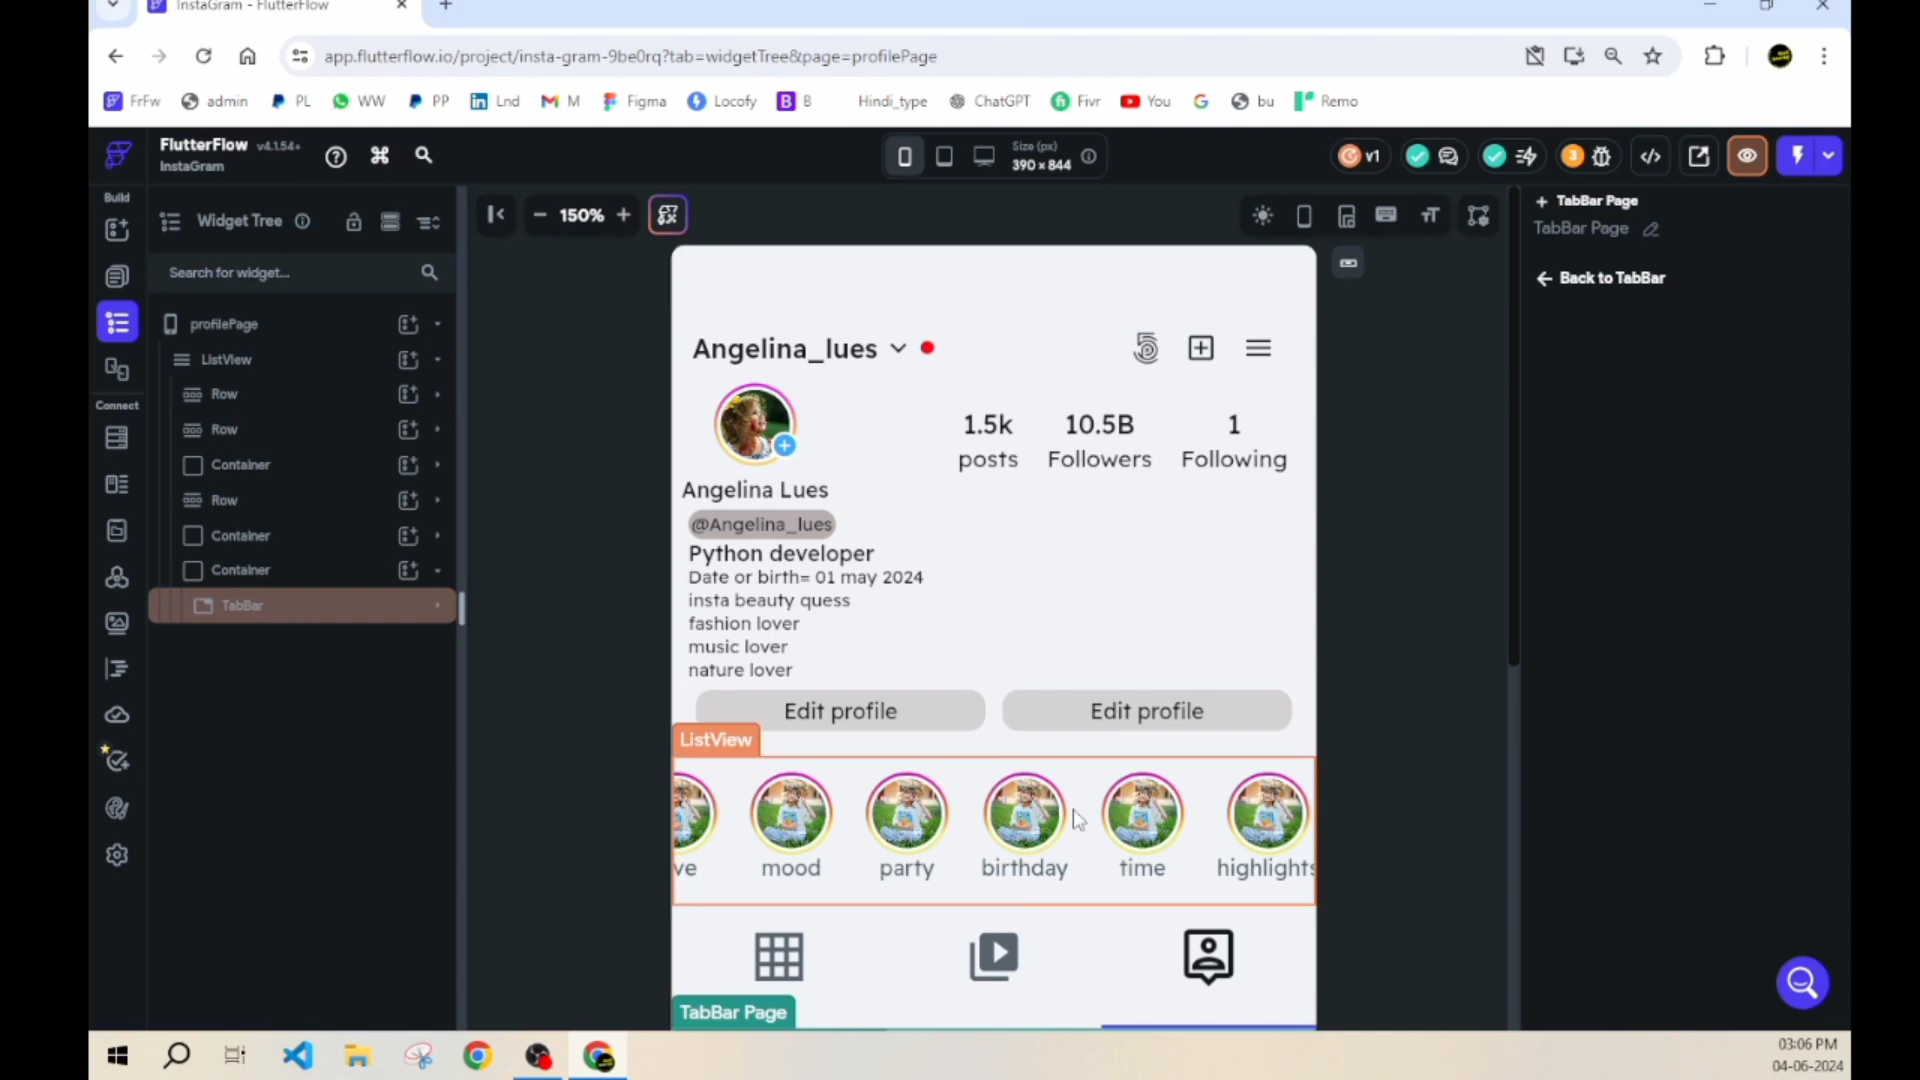 InstaGram - FlutterFlow
app.flutterflow.io/project/insta-gram-9be0rq?tab=widgetTree&page=profilePage
FrFw admin PL WW PP Lnd M Figma Locofy B Hindi_type ChatGPT Fivr You bu Remo
FlutterFlow v4.1.54+
InstaGram
Size (px)
390 × 844
v1
3
Build
Connect
Widget Tree
Search for widget...
profilePage
ListView
Row
Row
Container
Row
Container
Container
TabBar
150%
Angelina_lues
1.5k 10.5B 1
posts Followers Following
Angelina Lues
@Angelina_lues
Python developer
Date or birth= 01 may 2024
insta beauty quess
fashion lover
music lover
nature lover
Edit profile Edit profile
ListView
ve mood party birthday time highlights
TabBar Page
TabBar Page
TabBar Page
Back to TabBar
03:06 PM
04-06-2024